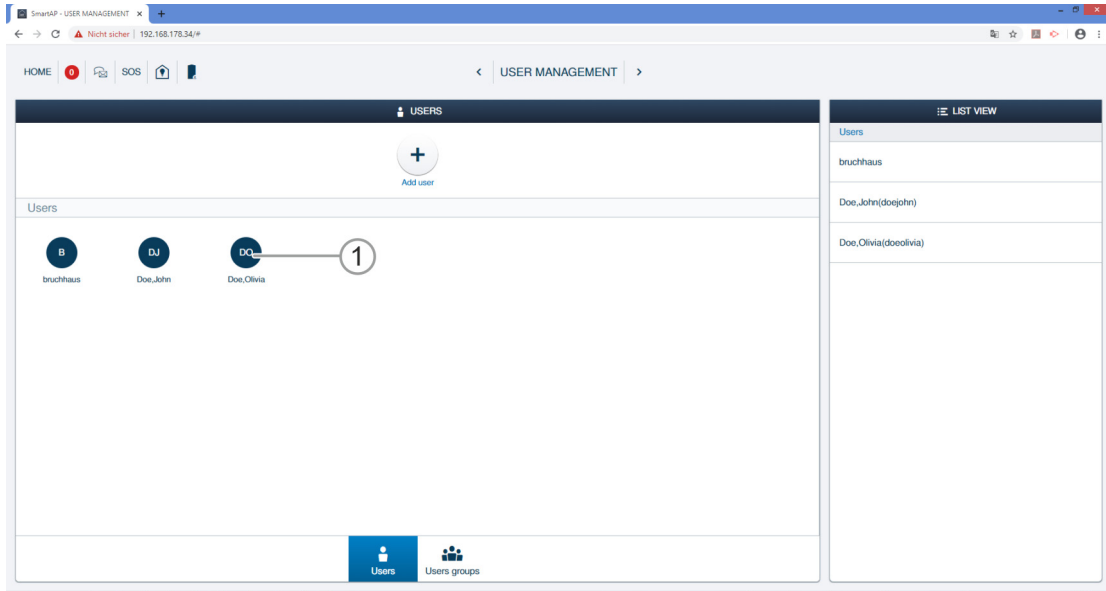 SmartAP - USER MANAGEMENT
Nicht sicher | 192.168.178.34/#
HOME 0 SOS
USER MANAGEMENT
USERS
Add user
Users
B
DJ
DO
1
bruchhaus
Doe,John
Doe,Olivia
Users
Users groups
LIST VIEW
Users
bruchhaus
Doe,John(doejohn)
Doe,Olivia(doeolivia)